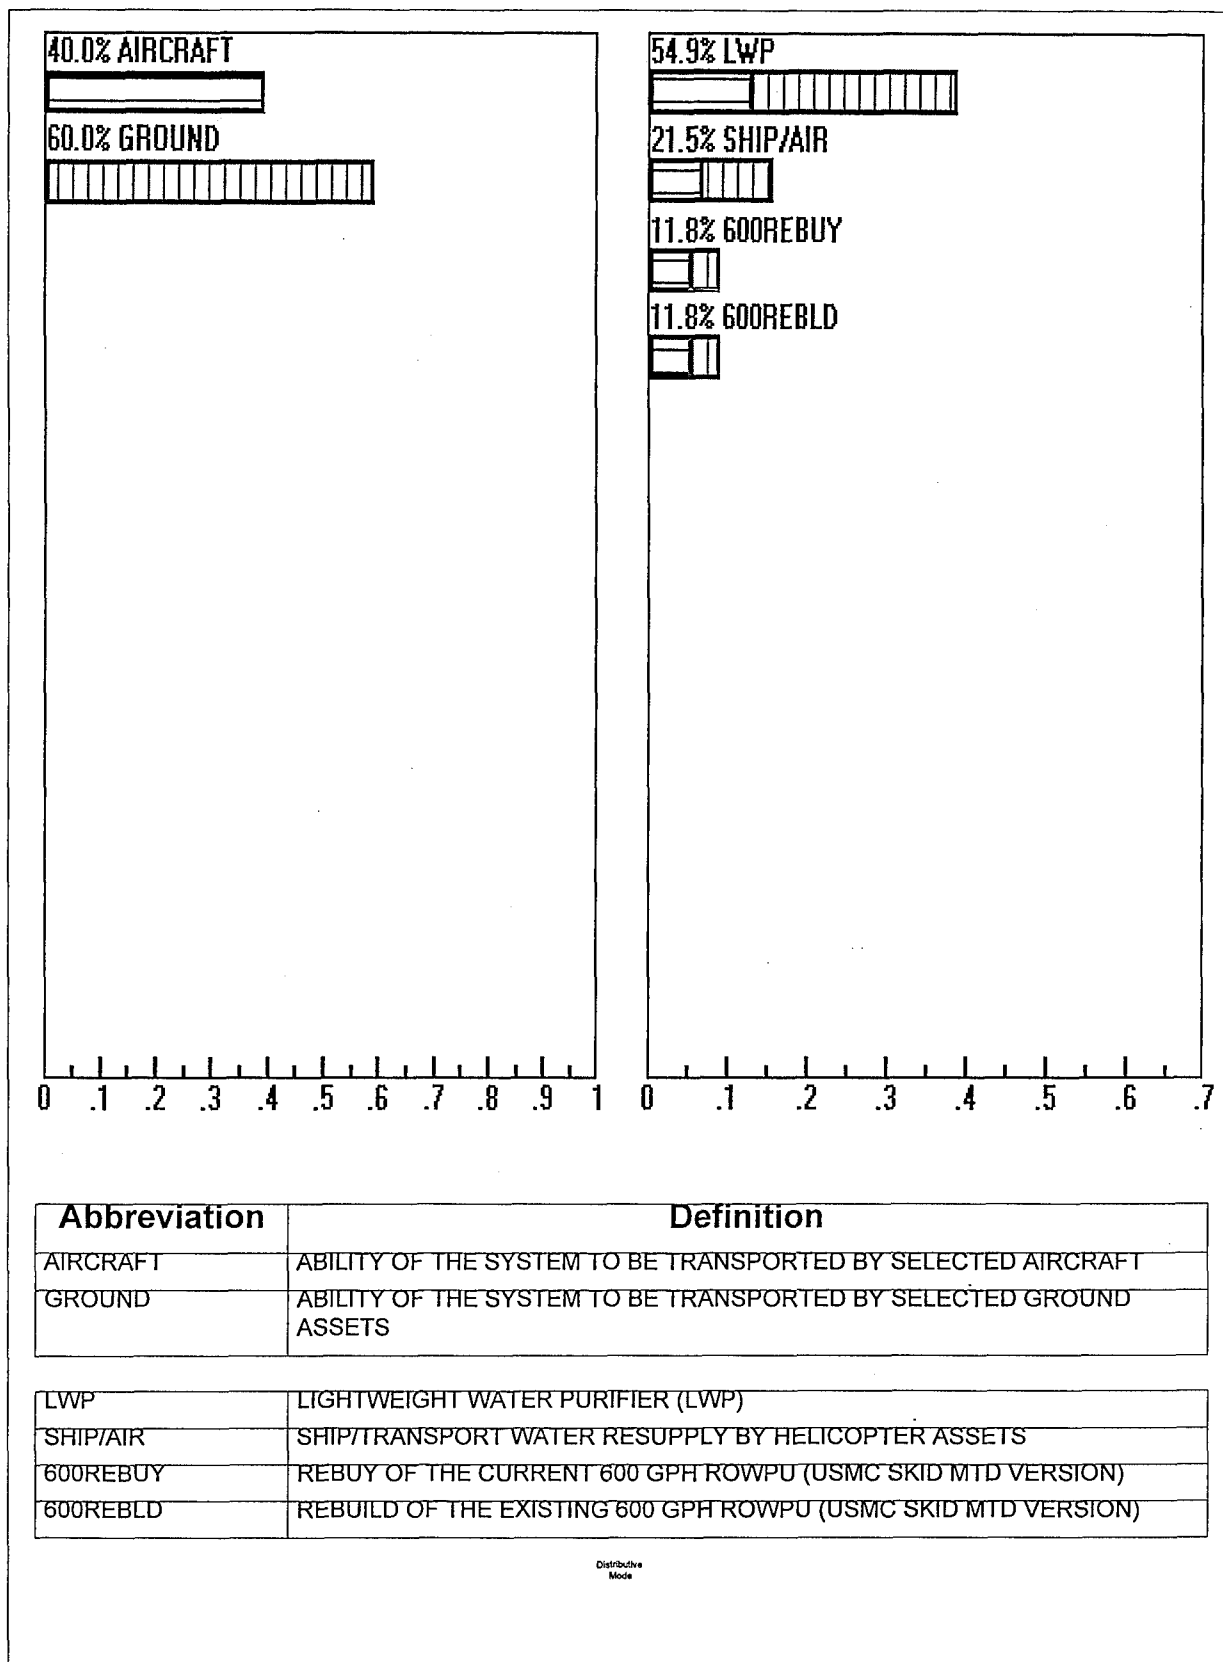 40.0% AIRCRAFT
60.0% GROUND
0 .1 .2 .3 .4 .5 .6 .7 .8 .9 1
54.9% LWP
21.5% SHIP/AIR
11.8% 600REBUY
11.8% 600REBLD
0 .1 .2 .3 .4 .5 .6 .7
Abbreviation Definition
AIRCRAFT ABILITY OF THE SYSTEM TO BE TRANSPORTED BY SELECTED AIRCRAFT
GROUND ABILITY OF THE SYSTEM TO BE TRANSPORTED BY SELECTED GROUND
ASSETS
LWP LIGHTWEIGHT WATER PURIFIER (LWP)
SHIP/AIR SHIP/TRANSPORT WATER RESUPPLY BY HELICOPTER ASSETS
600REBUY REBUY OF THE CURRENT 600 GPH ROWPU (USMC SKID MTD VERSION)
600REBLD REBUILD OF THE EXISTING 600 GPH ROWPU (USMC SKID MTD VERSION)
Distributive
Mode